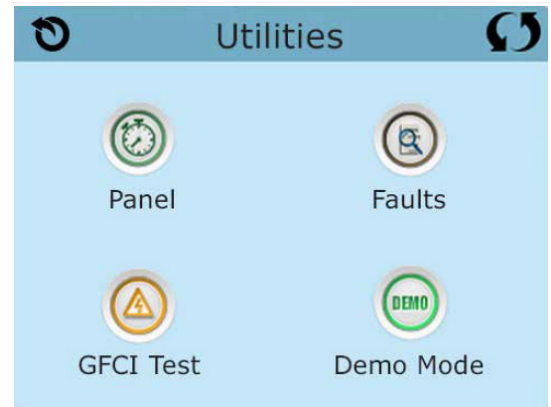 Utilities
Panel
Faults
DEMO
GFCI Test
Demo Mode